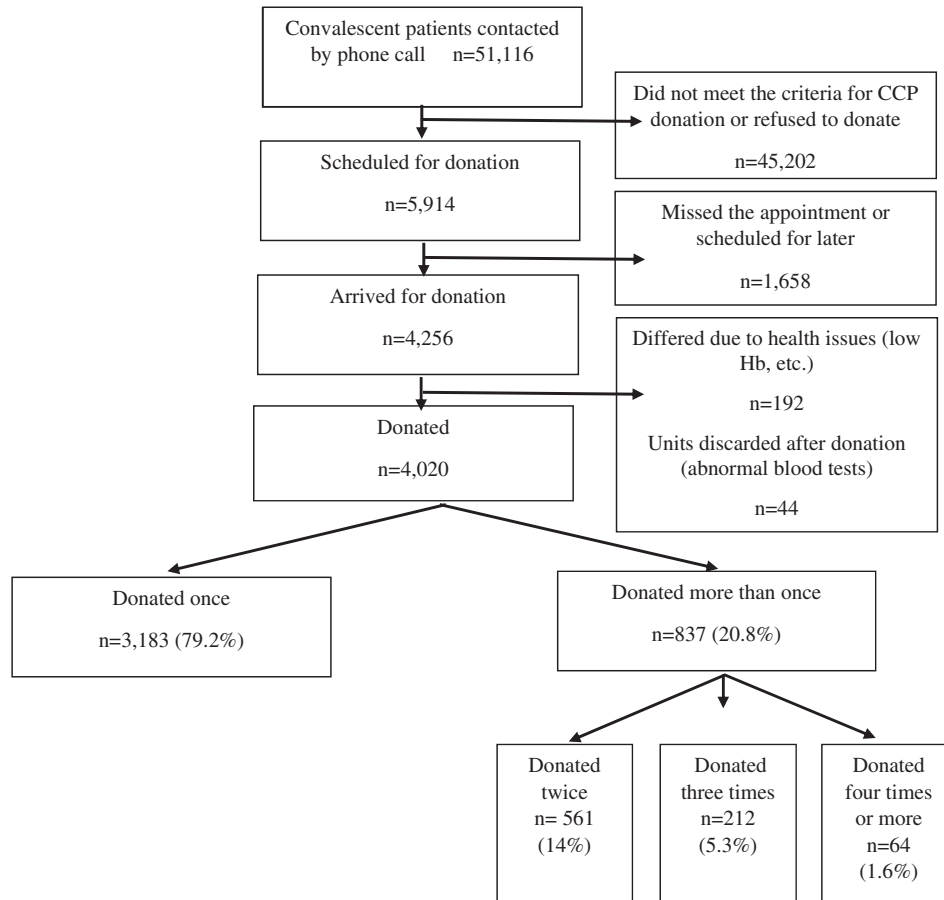 Convalescent patients contacted
by phone call n=51,116
Did not meet the criteria for CCP
donation or refused to donate
n=45,202
Scheduled for donation
n=5,914
Missed the appointment or
scheduled for later
n=1,658
Arrived for donation
n=4,256
Differed due to health issues (low
Hb, etc.)
n=192
Units discarded after donation
(abnormal blood tests)
n=44
Donated
n=4,020
Donated once
n=3,183 (79.2%)
Donated more than once
n=837 (20.8%)
Donated
twice
n= 561
(14%)
Donated
three times
n=212
(5.3%)
Donated
four times
or more
n=64
(1.6%)